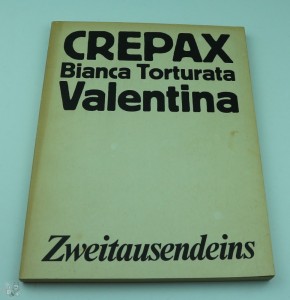 CREPAX
Bianca Torturata
Valentina
Zweitausendeins